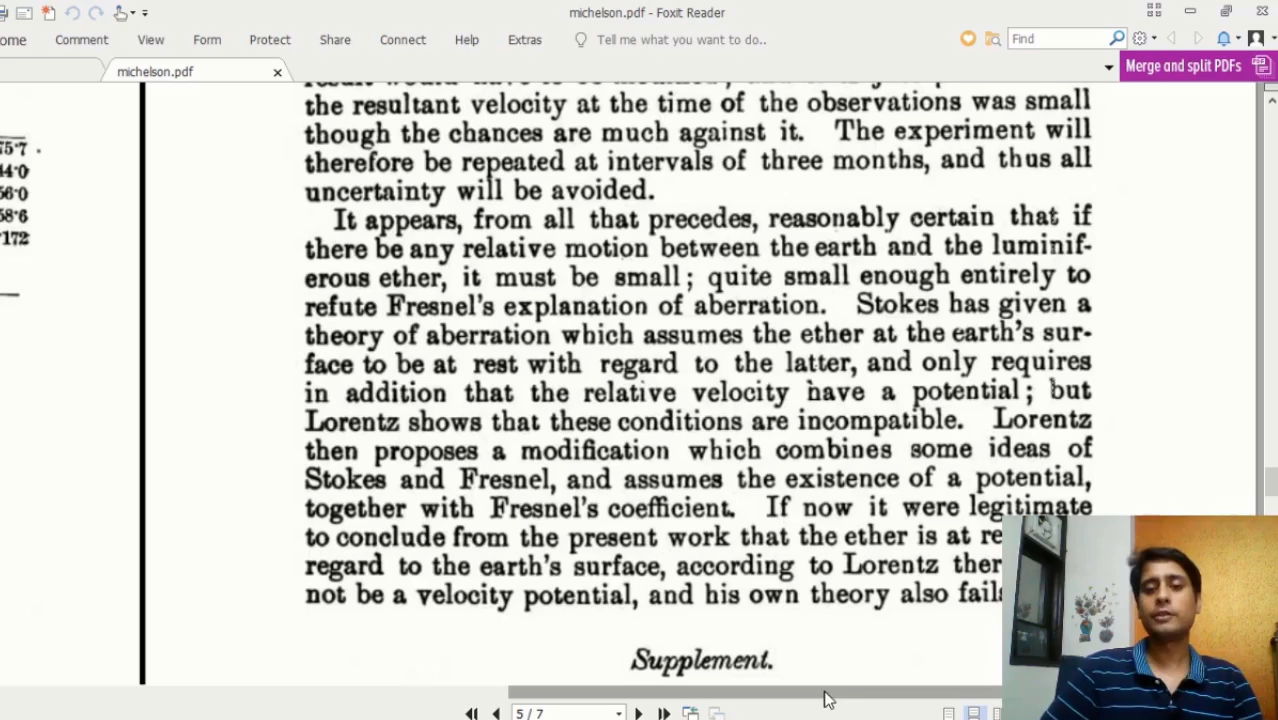 michelson.pdf - Foxit Reader
ome Comment View Form Protect Share Connect Help Extras Tell me what you want to do.. Find
michelson.pdf Merge and split PDFs
the resultant velocity at the time of the observations was small
though the chances are much against it. The experiment will
therefore be repeated at intervals of three months, and thus all
uncertainty will be avoided.
It appears, from all that precedes, reasonably certain that if
there be any relative motion between the earth and the luminif-
erous ether, it must be small; quite small enough entirely to
refute Fresnel's explanation of aberration. Stokes has given a
theory of aberration which assumes the ether at the earth's sur-
face to be at rest with regard to the latter, and only requires
in addition that the relative velocity have a potential; but
Lorentz shows that these conditions are incompatible. Lorentz
then proposes a modification which combines some ideas of
Stokes and Fresnel, and assumes the existence of a potential,
together with Fresnel's coefficient. If now it were legitimate
to conclude from the present work that the ether is at re
regard to the earth's surface, according to Lorentz ther
not be a velocity potential, and his own theory also fails
Supplement.
75·7
44·0
56·0
58·6
172
5 / 7